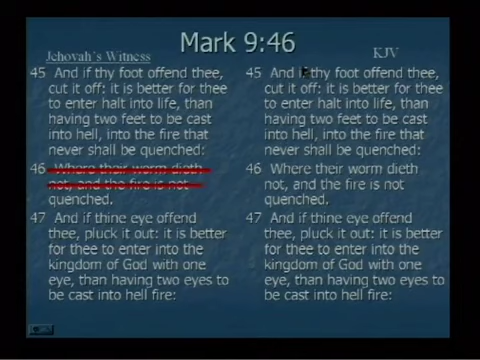 Mark 9:46
Jehovah's Witness
45 And if thy foot offend thee,
cut it off: it is better for thee
to enter halt into life, than
having two feet to be cast
into hell, into the fire that
never shall be quenched:
46 Where their worm dieth
not, and the fire is not
quenched.
47 And if thine eye offend
thee, pluck it out: it is better
for thee to enter into the
kingdom of God with one
eye, than having two eyes to
be cast into hell fire:
KJV
45 And if thy foot offend thee,
cut it off: it is better for thee
to enter halt into life, than
having two feet to be cast
into hell, into the fire that
never shall be quenched:
46 Where their worm dieth
not, and the fire is not
quenched.
47 And if thine eye offend
thee, pluck it out: it is better
for thee to enter into the
kingdom of God with one
eye, than having two eyes to
be cast into hell fire: